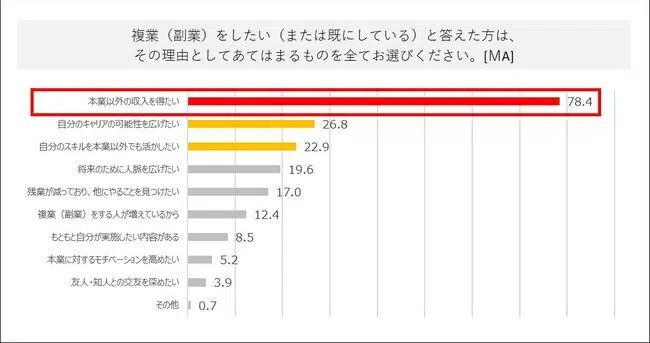 複業（副業）をしたい（または既にしている）と答えた方は、
その理由としてあてはまるものを全てお選びください。[MA]
本業以外の収入を得たい 78.4
自分のキャリアの可能性を広げたい 26.8
自分のスキルを本業以外でも活かしたい 22.9
将来のために人脈を広げたい 19.6
残業が減っており、他にやることを見つけたい 17.0
複業（副業）をする人が増えているから 12.4
もともと自分が実施したい内容がある 8.5
本業に対するモチベーションを高めたい 5.2
友人・知人との交友を深めたい 3.9
その他 0.7